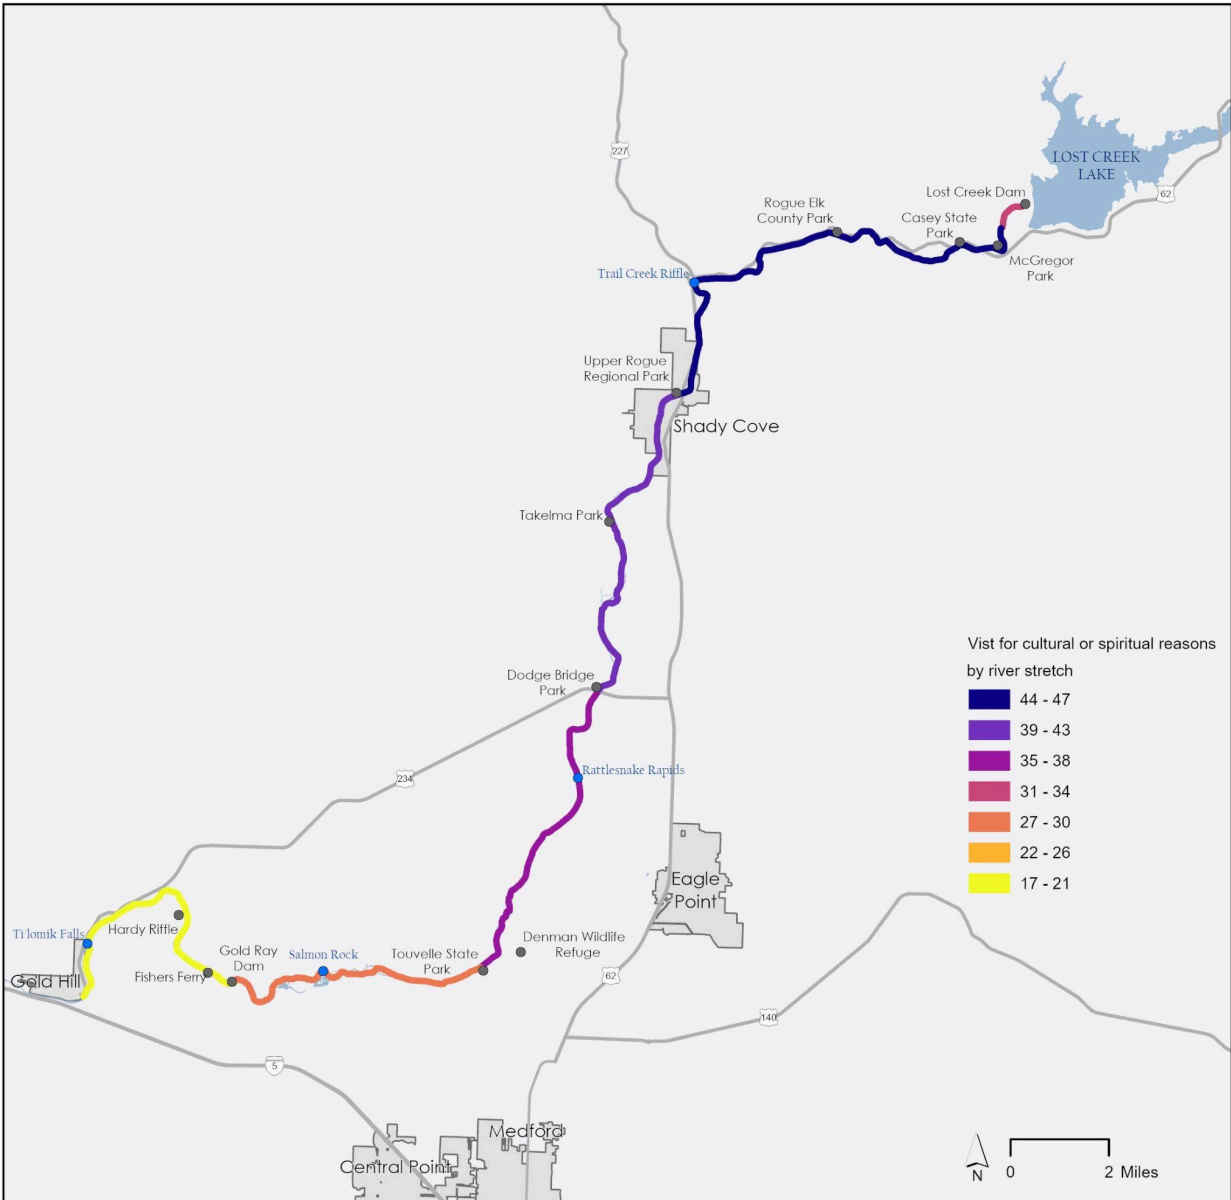 227
LOST CREEK
LAKE
62
Lost Creek Dam
Rogue Elk
County Park
Casey State
Park
McGregor
Park
Trail Creek Riffle
Upper Rogue
Regional Park
Shady Cove
Takelma Park
Dodge Bridge
Park
Rattlesnake Rapids
234
Vist for cultural or spiritual reasons
by river stretch
44 - 47
39 - 43
35 - 38
31 - 34
27 - 30
22 - 26
17 - 21
Eagle
Point
Hardy Riffle
Ti'lomik Falls
Gold Ray
Dam
Salmon Rock
Touvelle State
Park
Denman Wildlife
Refuge
Fishers Ferry
Gold Hill
62
140
5
Medford
Central Point
N
0 2 Miles